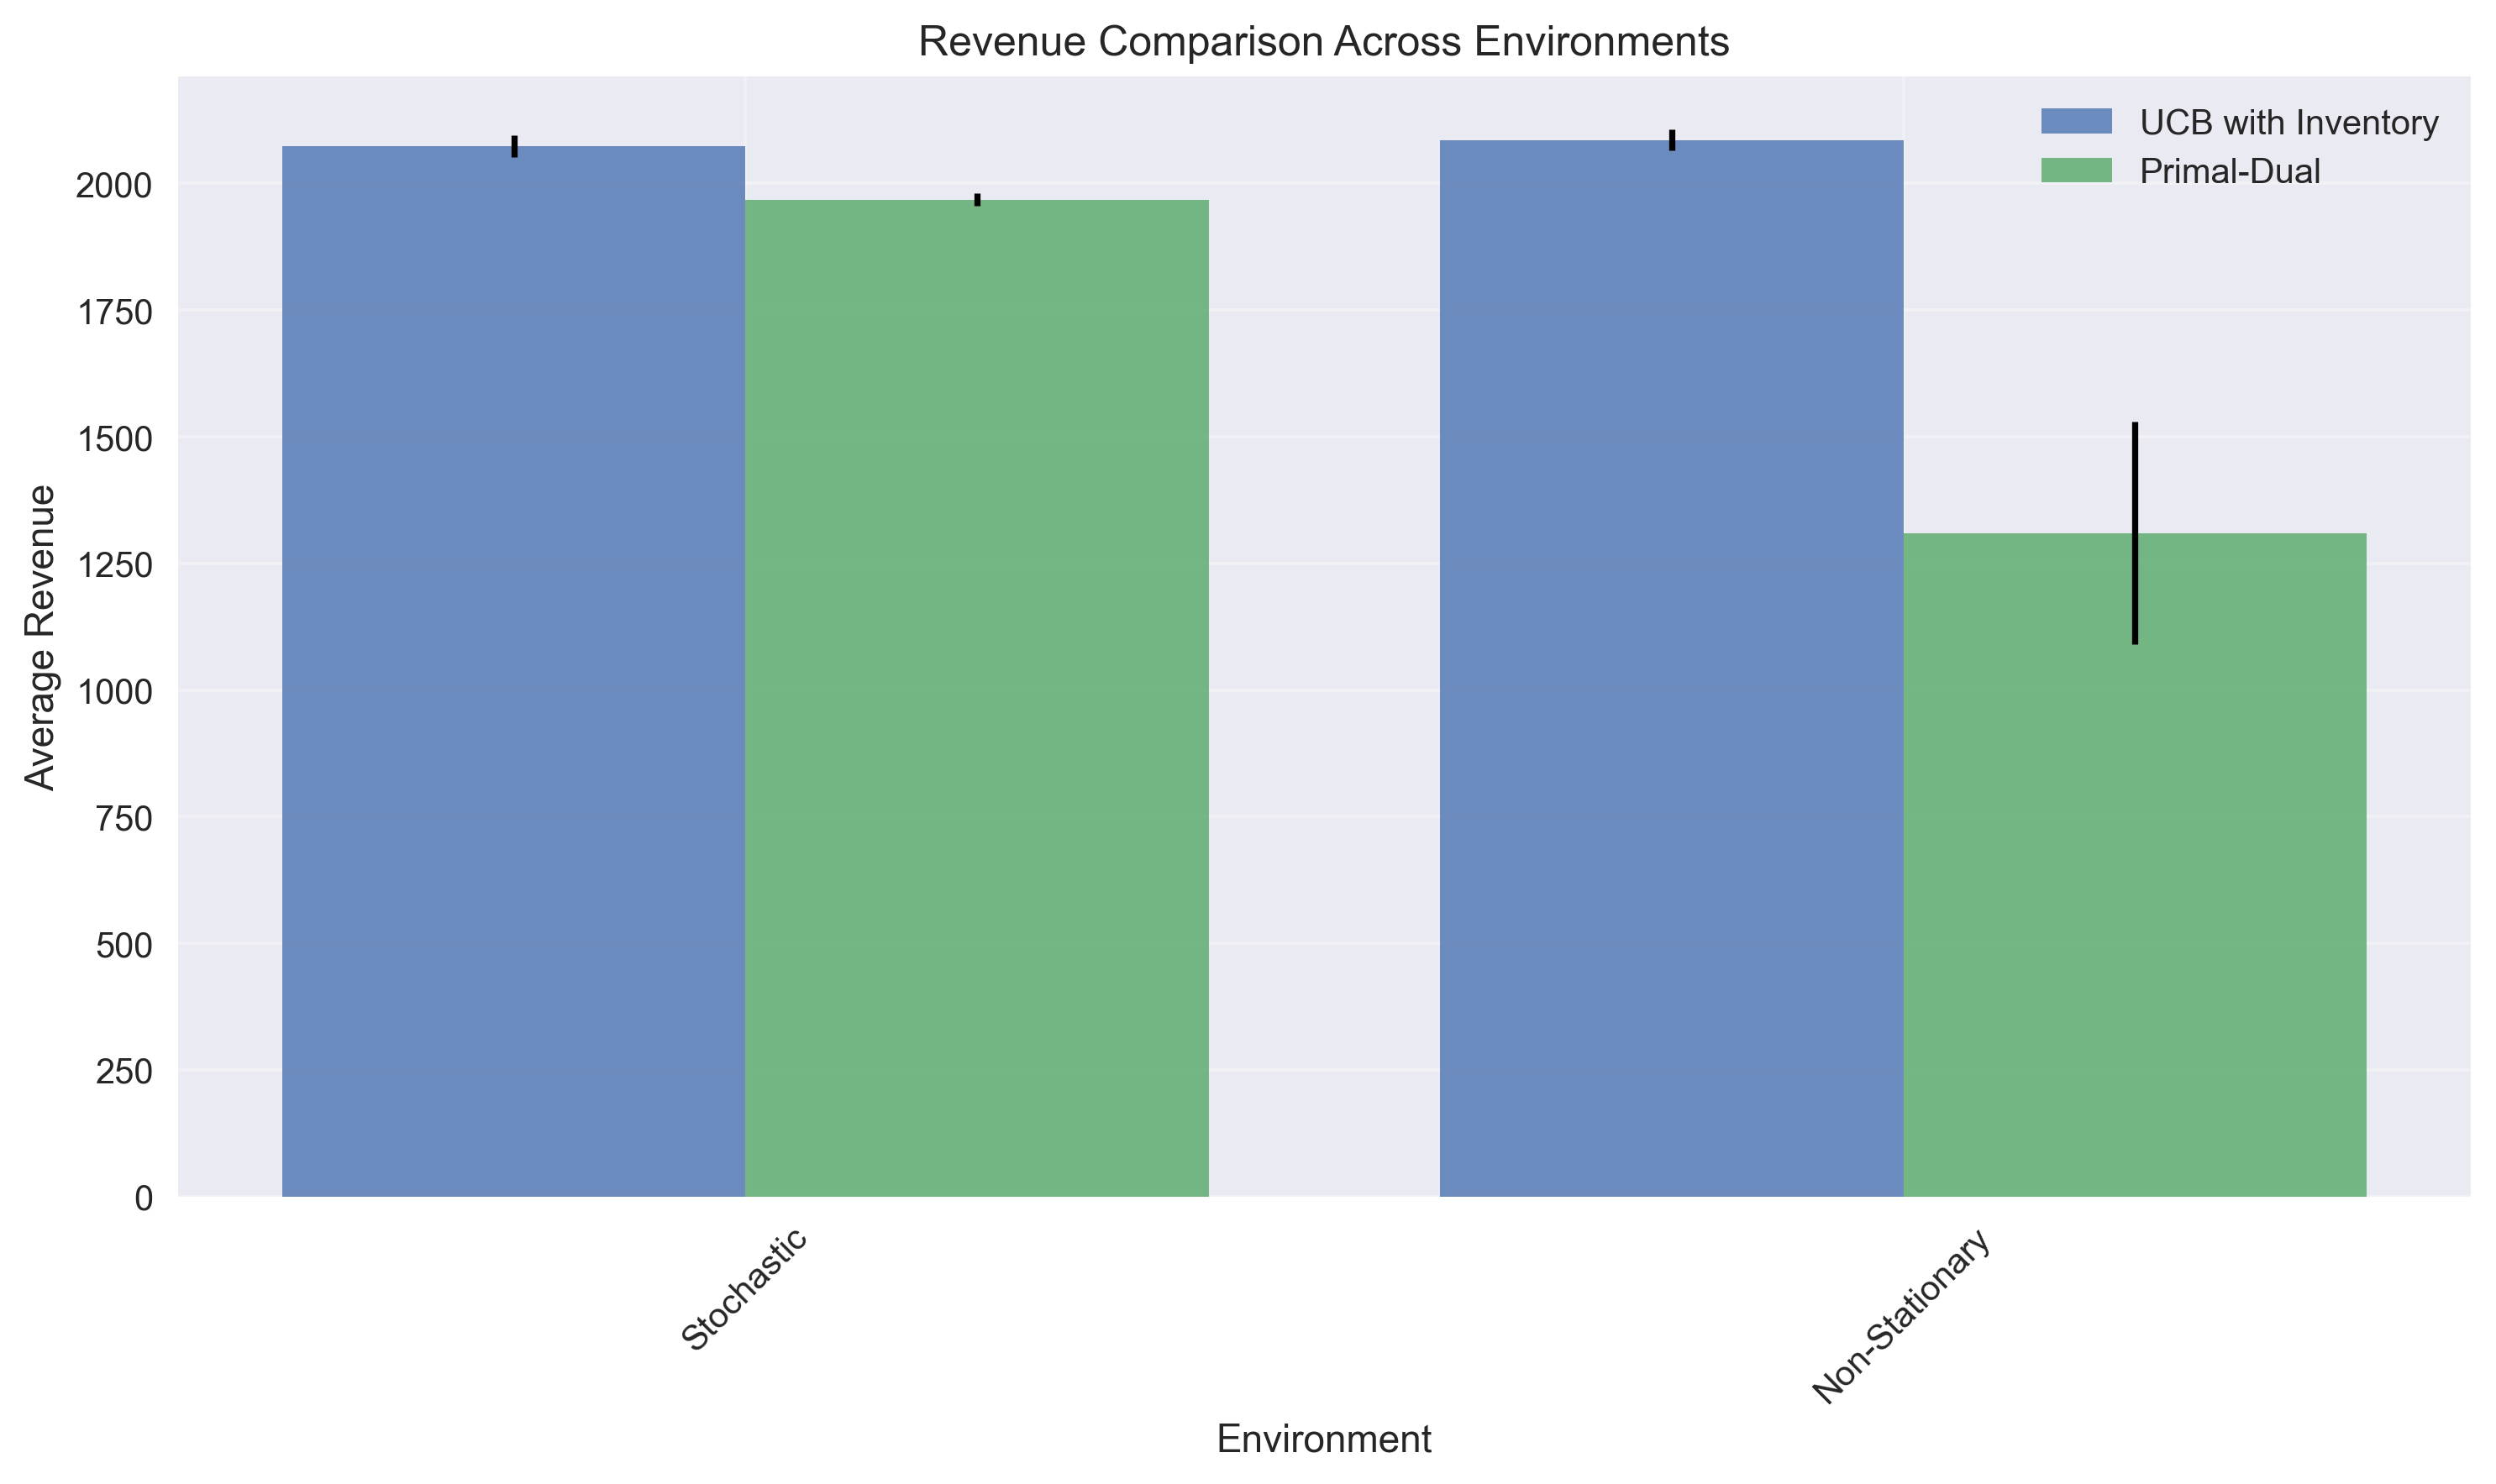 Revenue Comparison Across Environments
UCB with Inventory
Primal-Dual
Average Revenue
2000
1750
1500
1250
1000
750
500
250
0
Stochastic
Non-Stationary
Environment